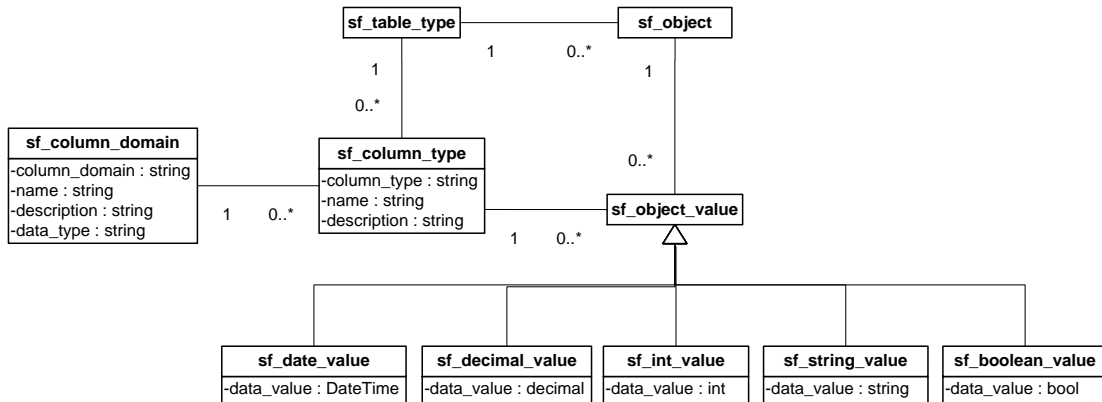 sf_table_type
sf_object
1
0..*
1
1
0..*
0..*
sf_column_domain
-column_domain : string
-name : string
-description : string
-data_type : string
1
0..*
sf_column_type
-column_type : string
-name : string
-description : string
1
0..*
sf_object_value
sf_date_value
-data_value : DateTime
sf_decimal_value
-data_value : decimal
sf_int_value
-data_value : int
sf_string_value
-data_value : string
sf_boolean_value
-data_value : bool